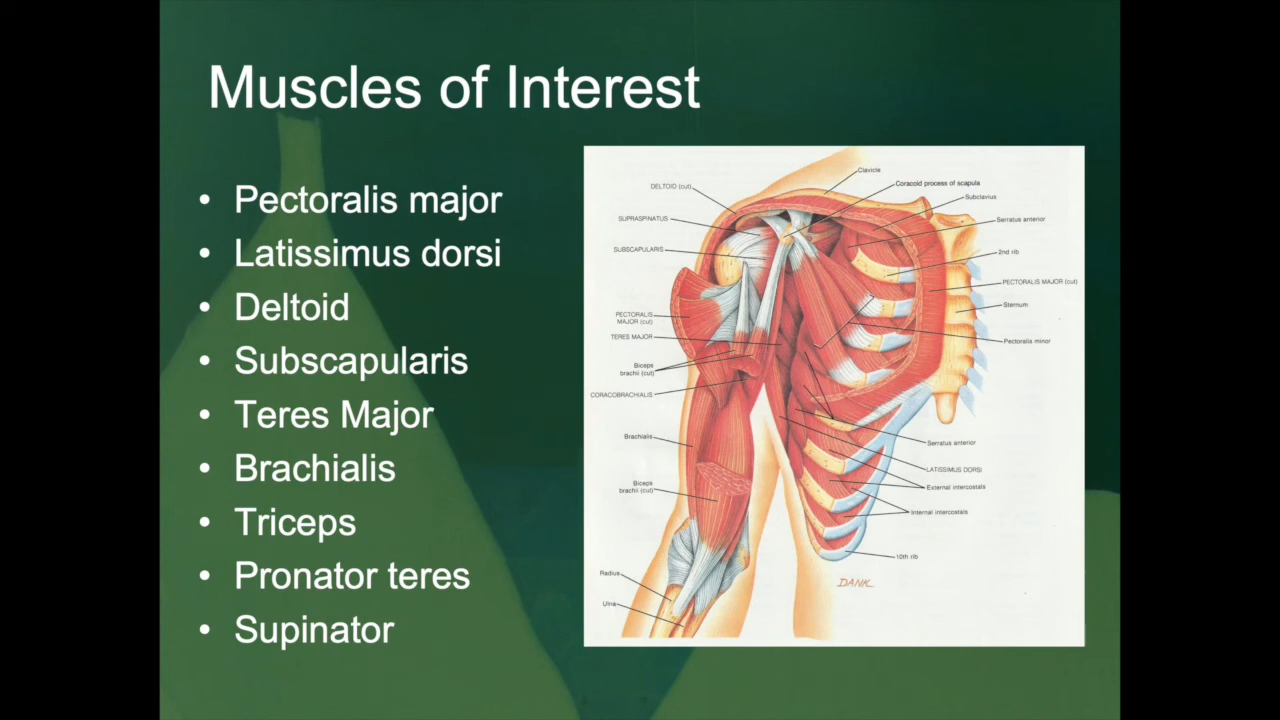 Muscles of Interest
• Pectoralis major
• Latissimus dorsi
• Deltoid
• Subscapularis
• Teres Major
• Brachialis
• Triceps
• Pronator teres
• Supinator
DELTOID (cut)
SUPRASPINATUS
SUBSCAPULARIS
PECTORALIS
MAJOR (cut)
TERES MAJOR
Biceps
brachii (cut)
CORACOBRACHIALIS
Brachialis
Biceps
brachii (cut)
Radius
Ulna
Clavicle
Coracoid process of scapula
Subclavius
Serratus anterior
2nd rib
PECTORALIS MAJOR (cut)
Sternum
Pectoralis minor
Serratus anterior
LATISSIMUS DORSI
External intercostals
Internal intercostals
10th rib
DANK